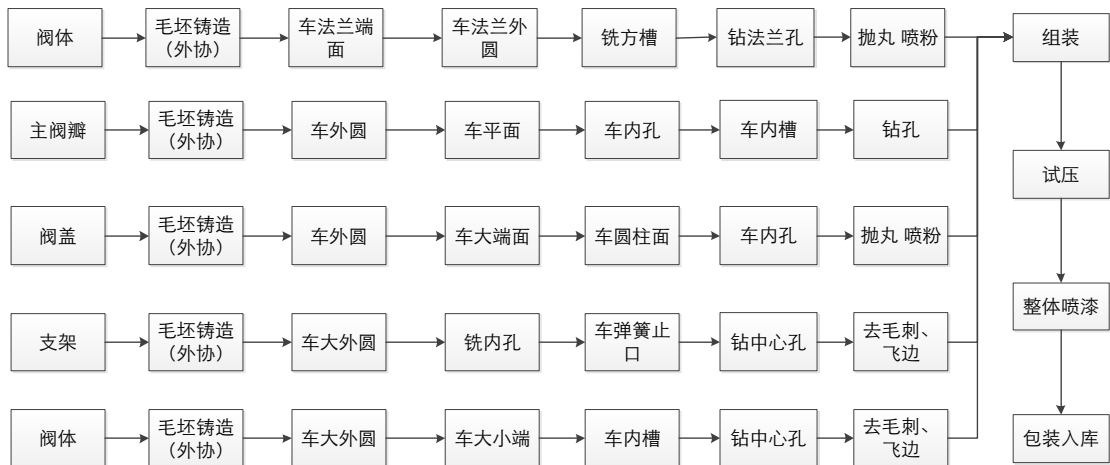 阀体
毛坯铸造
（外协）
车法兰端
面
车法兰外
圆
铣方槽
钻法兰孔
抛丸 喷粉
组装
主阀瓣
毛坯铸造
（外协）
车外圆
车平面
车内孔
车内槽
钻孔
试压
阀盖
毛坯铸造
（外协）
车外圆
车大端面
车圆柱面
车内孔
抛丸 喷粉
整体喷漆
支架
毛坯铸造
（外协）
车大外圆
铣内孔
车弹簧止
口
钻中心孔
去毛刺、
飞边
阀体
毛坯铸造
（外协）
车大外圆
车大小端
车内槽
钻中心孔
去毛刺、
飞边
包装入库